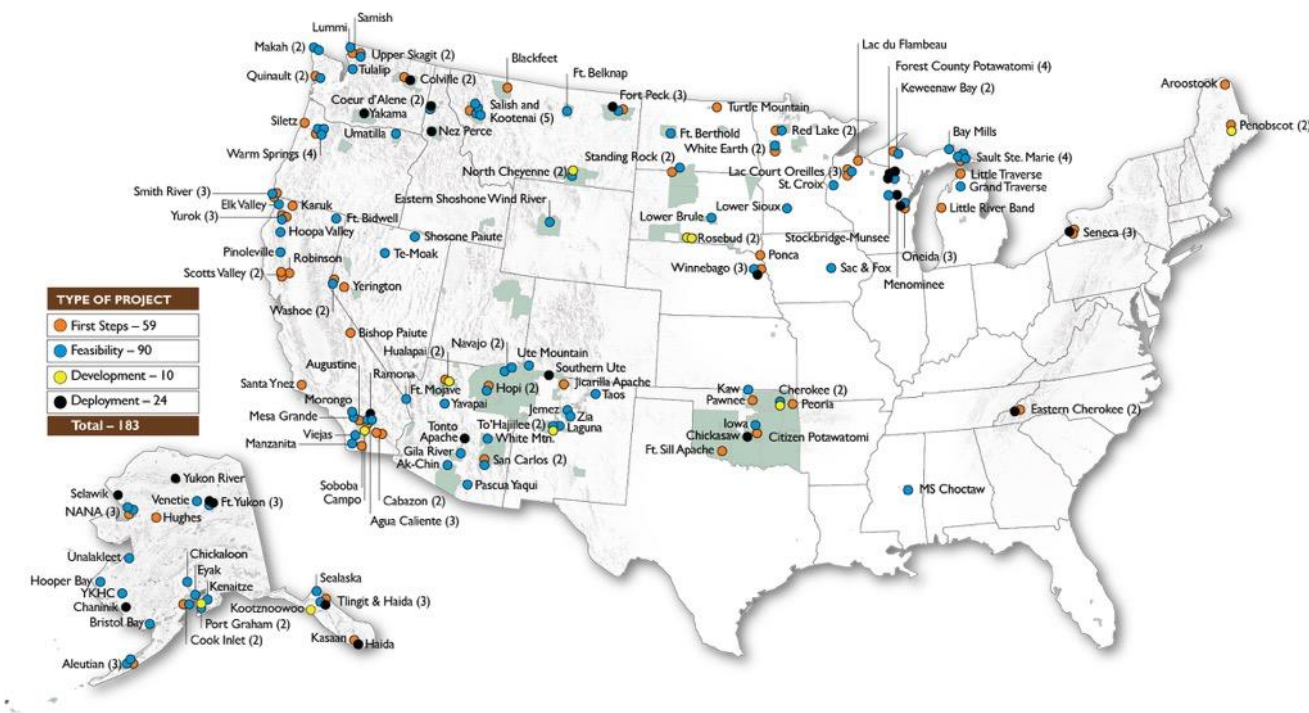 Samish
Lummi
Makah (2)
Upper Skagit (2)
Tulalip
Quinault (2)
Colville (2)
Coeur d'Alene (2)
Yakama
Siletz
Umatilla
Nez Perce
Warm Springs (4)
Blackfeet
Ft. Belknap
Salish and
Kootenai (5)
Fort Peck (3)
Turtle Mountain
Ft. Berthold
Standing Rock (2)
Red Lake (2)
White Earth (2)
North Cheyenne (2)
Eastern Shoshone Wind River
Lower Brule
Lower Sioux
Rosebud (2)
Ponca
Winnebago (3)
Sac & Fox
Lac du Flambeau
Forest County Potawatomi (4)
Keweenaw Bay (2)
Bay Mills
Sault Ste. Marie (4)
Lac Court Oreilles (3)
St. Croix
Little Traverse
Grand Traverse
Little River Band
Stockbridge-Munsee
Oneida (3)
Menominee
Aroostook
Penobscot (2)
Seneca (3)
Smith River (3)
Elk Valley
Karuk
Yurok (3)
Ft. Bidwell
Hoopa Valley
Shosone Paiute
Pinoleville
Te-Moak
Robinson
Scotts Valley (2)
Yerington
Washoe (2)
Bishop Paiute
TYPE OF PROJECT
First Steps – 59
Feasibility – 90
Development – 10
Deployment – 24
Total – 183
Navajo (2)
Hualapai (2)
Ute Mountain
Southern Ute
Augustine
Ramona
Santa Ynez
Ft. Mojave
Hopi (2)
Jicarilla Apache
Taos
Morongo
Yavapai
Mesa Grande
Jemez
Zia
To'Hajiilee (2)
Laguna
Viejas
Tonto
Apache
White Mtn.
Manzanita
Gila River
Ak-Chin
San Carlos (2)
Pascua Yaqui
Soboba
Campo
Cabazon (2)
Agua Caliente (3)
Kaw
Pawnee
Cherokee (2)
Peoria
Iowa
Chickasaw
Citizen Potawatomi
Ft. Sill Apache
Eastern Cherokee (2)
MS Choctaw
Yukon River
Selawik
Venetie
Ft. Yukon (3)
NANA (3)
Hughes
Unalakleet
Chickaloon
Eyak
Kenaitze
Hooper Bay
YKHC
Chaninik
Bristol Bay
Port Graham (2)
Cook Inlet (2)
Aleutian (3)
Sealaska
Tlingit & Haida (3)
Kootznoowoo
Kasaan
Haida